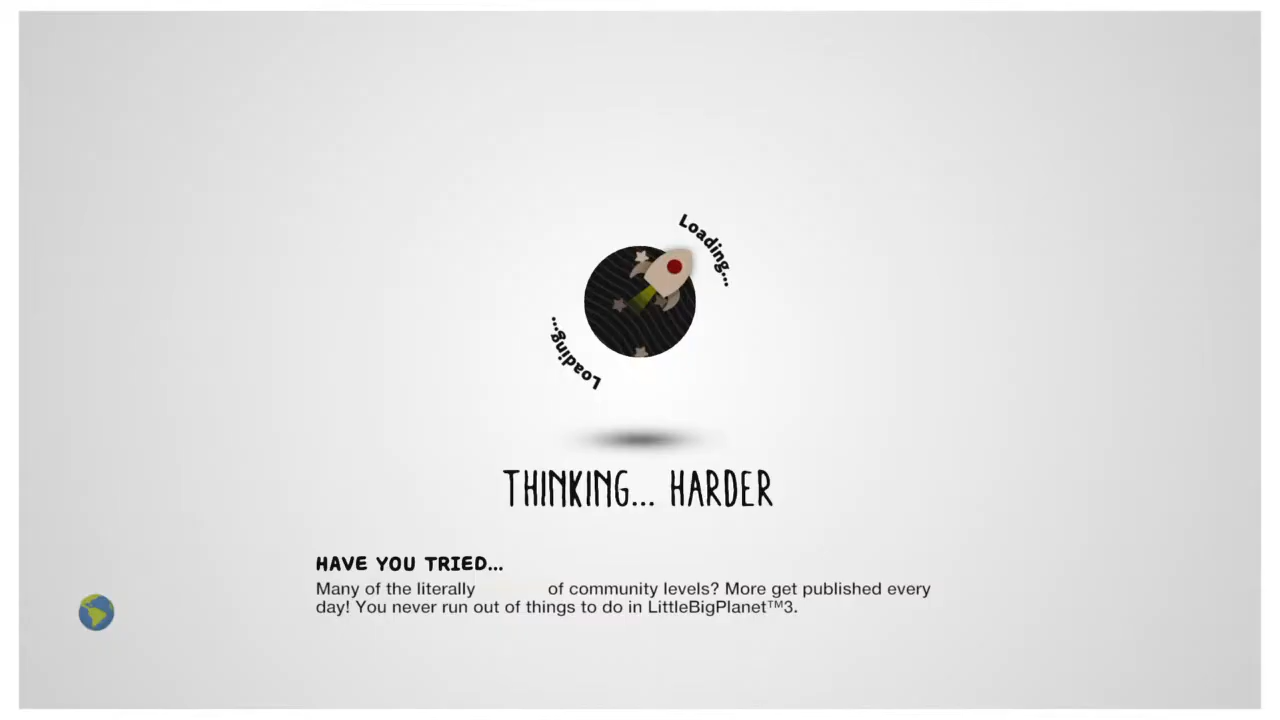 Loading...
Loading...
THINKING... HARDER
HAVE YOU TRIED...
Many of the literally of community levels? More get published every
day! You never run out of things to do in LittleBigPlanet™3.